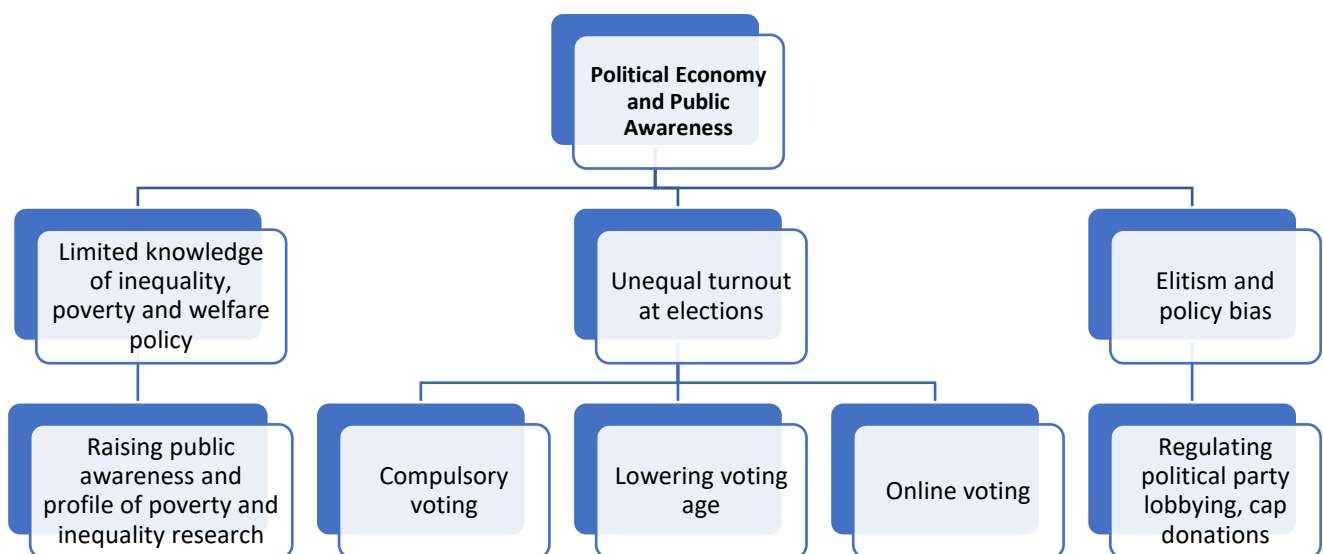 Political Economy
and Public
Awareness
Limited knowledge
of inequality,
poverty and welfare
policy
Unequal turnout
at elections
Elitism and
policy bias
Raising public
awareness and
profile of poverty and
inequality research
Compulsory
voting
Lowering voting
age
Online voting
Regulating
political party
lobbying, cap
donations